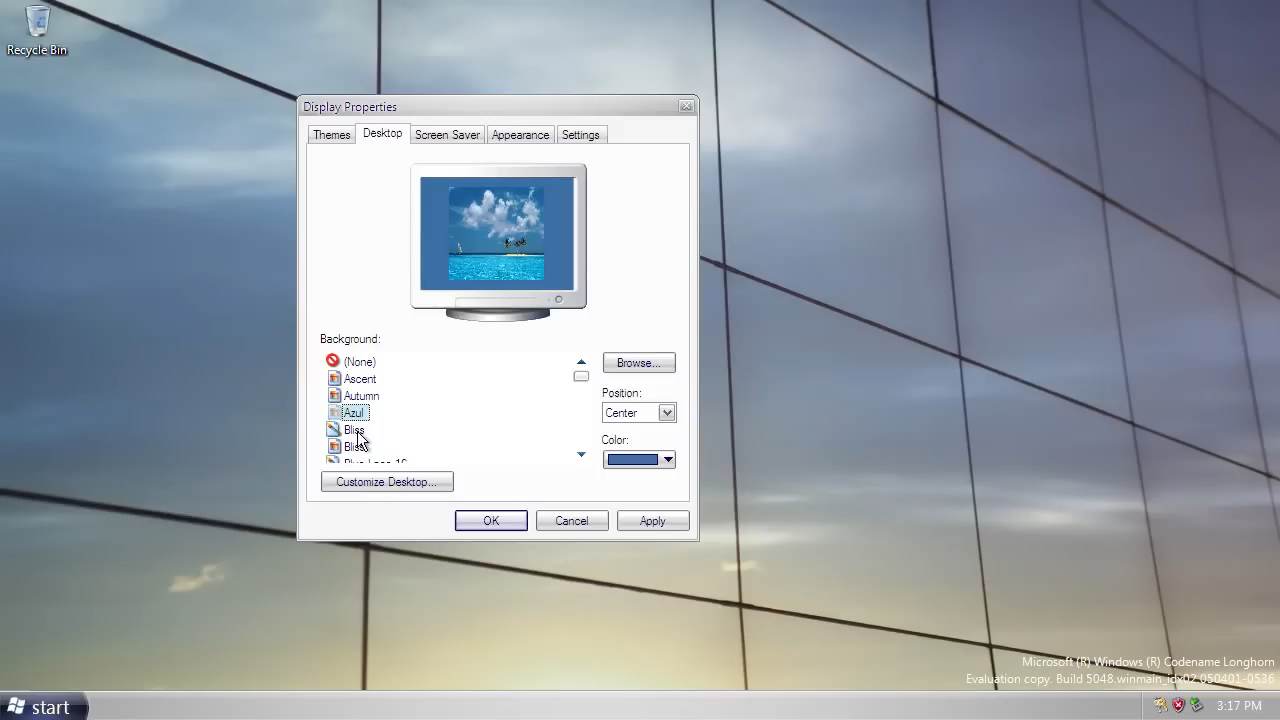 Recycle Bin
Display Properties
Themes
Desktop
Screen Saver
Appearance
Settings
Background:
(None)
Ascent
Autumn
Azul
Bliss
Browse...
Position:
Center
Color:
Customize Desktop...
OK
Cancel
Apply
Microsoft (R) Windows (R) Codename Longhorn
Evaluation copy. Build 5048.winmain_idx02.050401-0536
start
3:17 PM